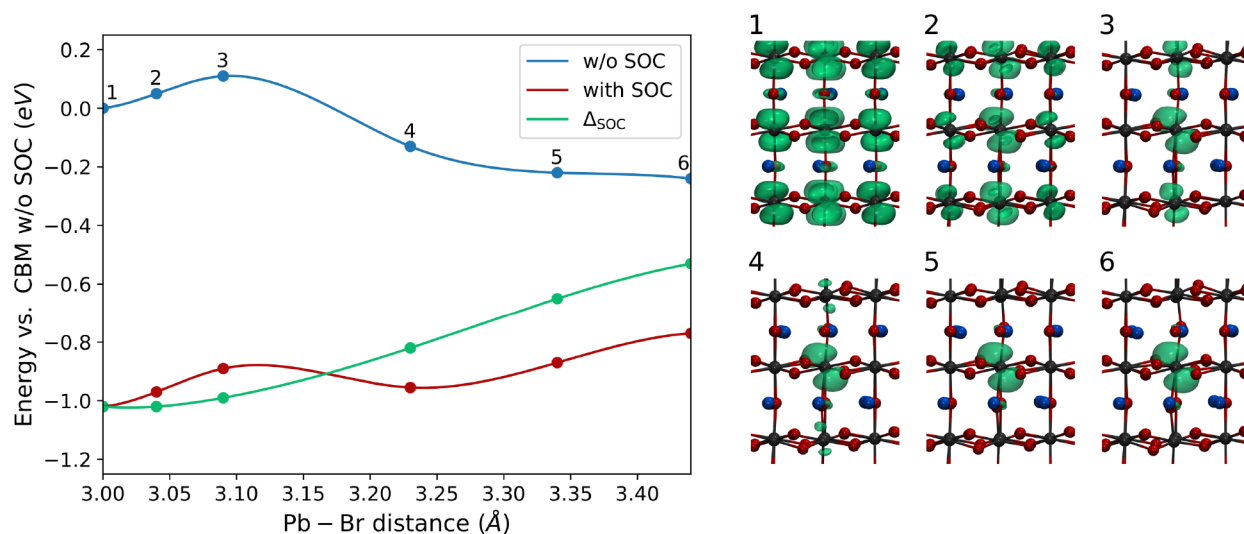 Energy vs. CBM w/o SOC (eV)
0.2
0.0
−0.2
−0.4
−0.6
−0.8
−1.0
−1.2
1
2
3
4
5
6
w/o SOC
with SOC
Δ_SOC
3.00 3.05 3.10 3.15 3.20 3.25 3.30 3.35 3.40
Pb − Br distance (Å)
1 2 3
4 5 6